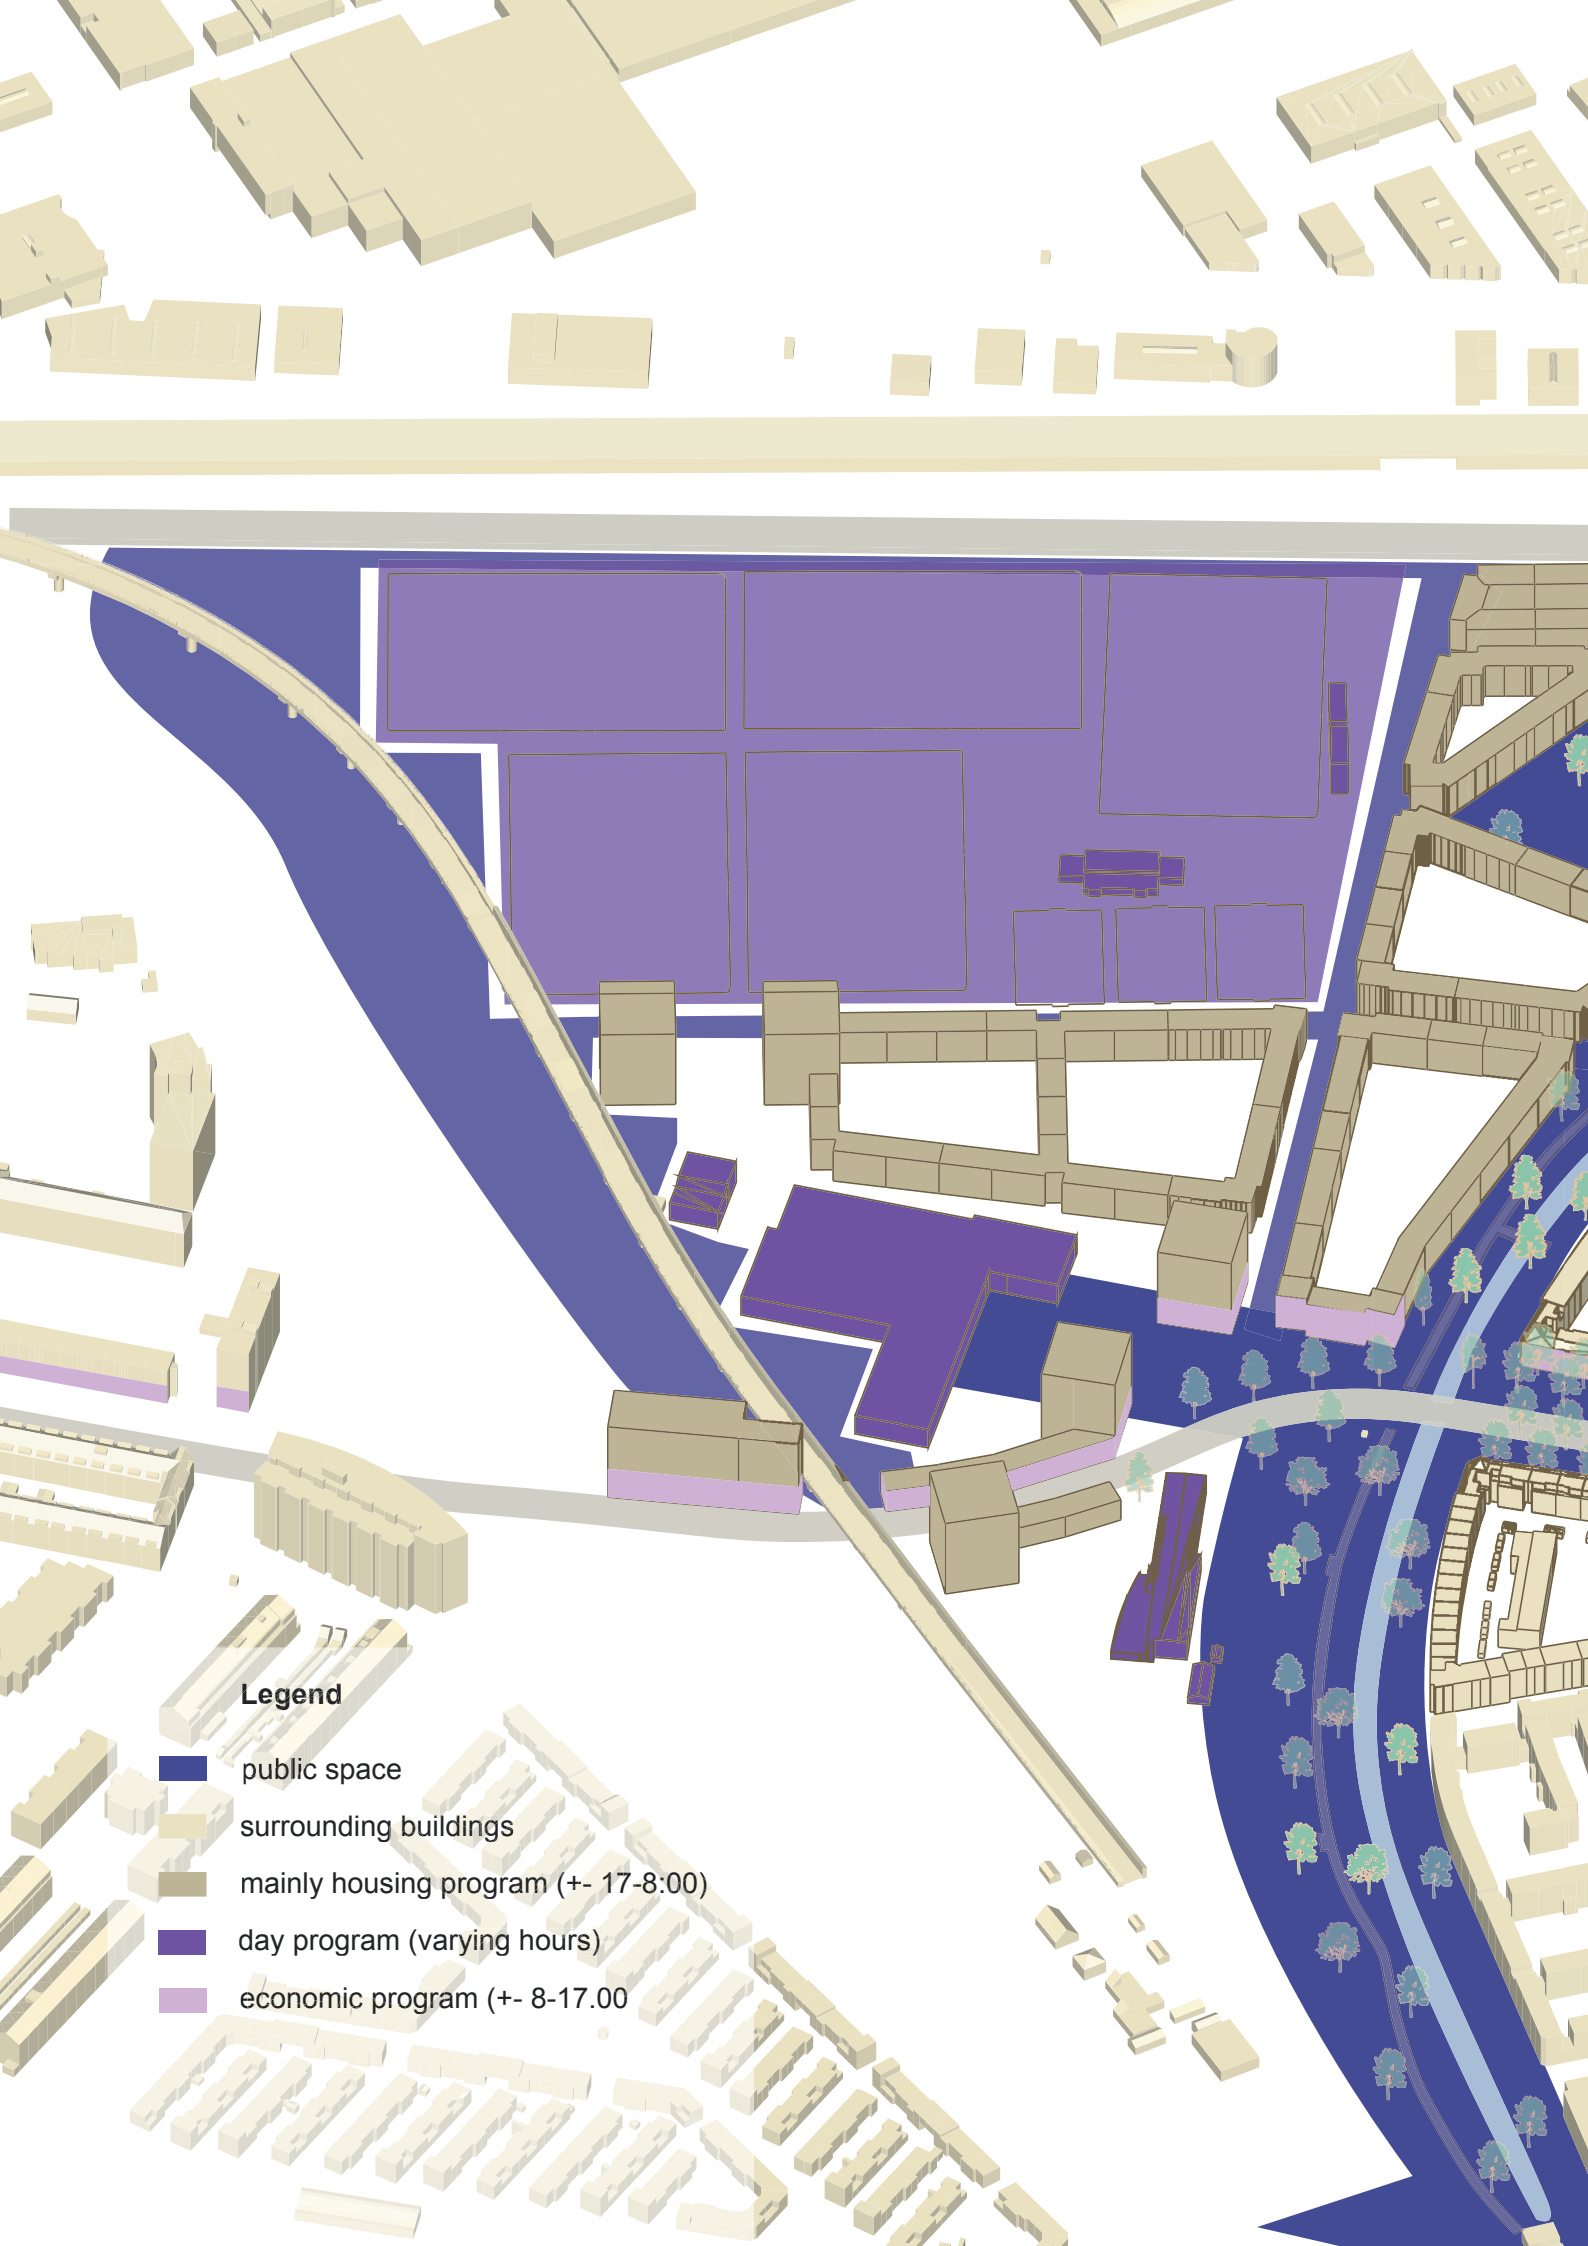 Legend
public space
surrounding buildings
mainly housing program (+- 17-8:00)
day program (varying hours)
economic program (+- 8-17.00